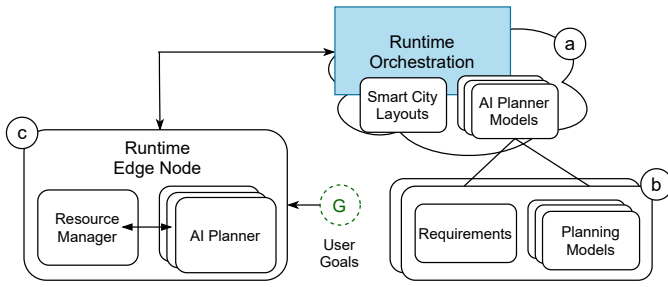 Runtime
Orchestration
a
Smart City
Layouts
AI Planner
Models
c
Runtime
Edge Node
Resource
Manager
AI Planner
G
User
Goals
b
Requirements
Planning
Models